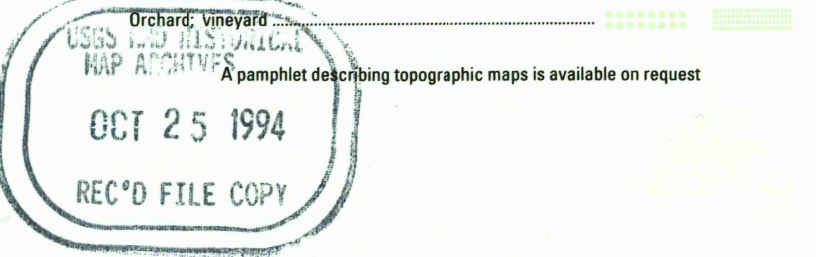 Orchard; vineyard
USGS HISTORICAL
MAP ARCHIVES
A pamphlet describing topographic maps is available on request
OCT 25 1994
REC'D FILE COPY